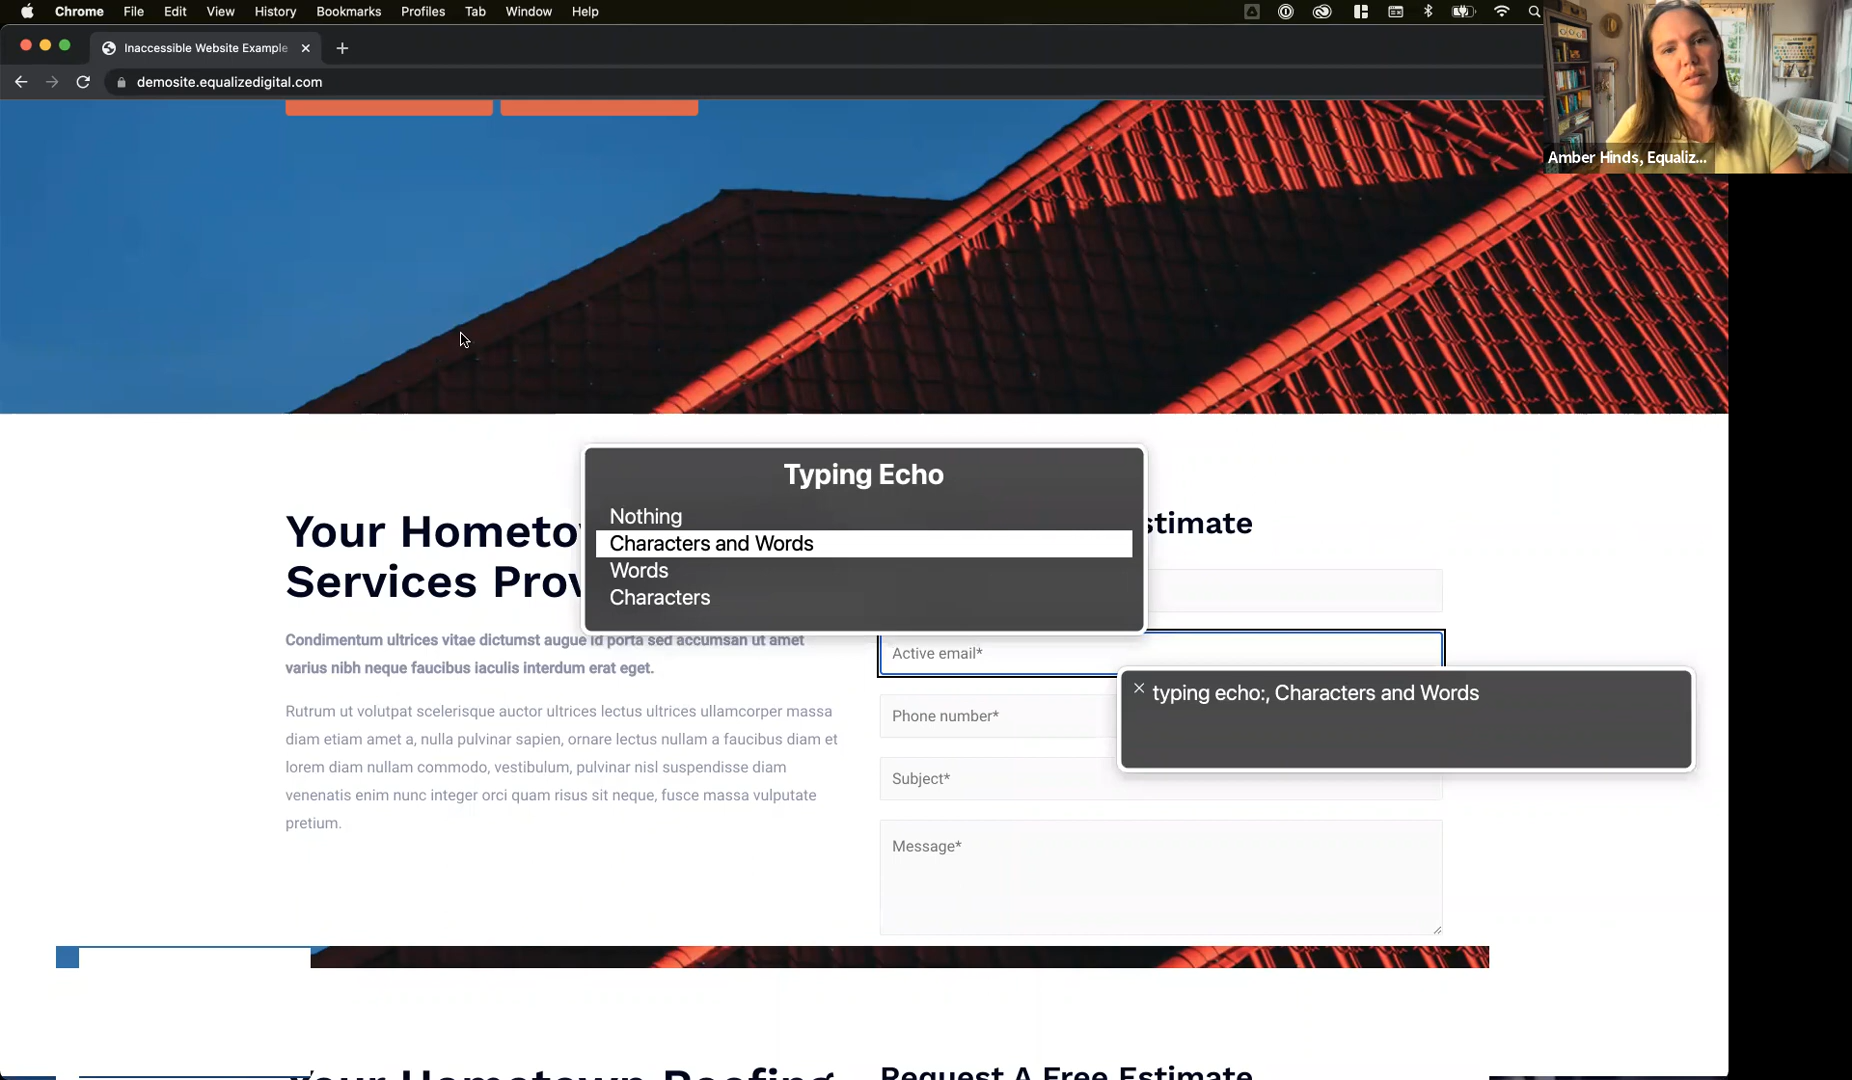 Chrome File Edit View History Bookmarks Profiles Tab Window Help
Inaccessible Website Example
demosite.equalizedigital.com
Amber Hinds, Equaliz...
Typing Echo
Nothing
Characters and Words
Words
Characters
Your Hometo
Services Pro
Condimentum ultrices vitae dictumst augue id porta sed accumsan ut amet
varius nibh neque faucibus iaculis interdum erat eget.
Rutrum ut volutpat scelerisque auctor ultrices lectus ultrices ullamcorper massa
diam etiam amet a, nulla pulvinar sapien, ornare lectus nullam a faucibus diam et
lorem diam nullam commodo, vestibulum, pulvinar nisl suspendisse diam
venenatis enim nunc integer orci quam risus sit neque, fusce massa vulputate
pretium.
stimate
Active email*
typing echo:, Characters and Words
Phone number*
Subject*
Message*
Your Hometown Roofing
Request A Free Estimate